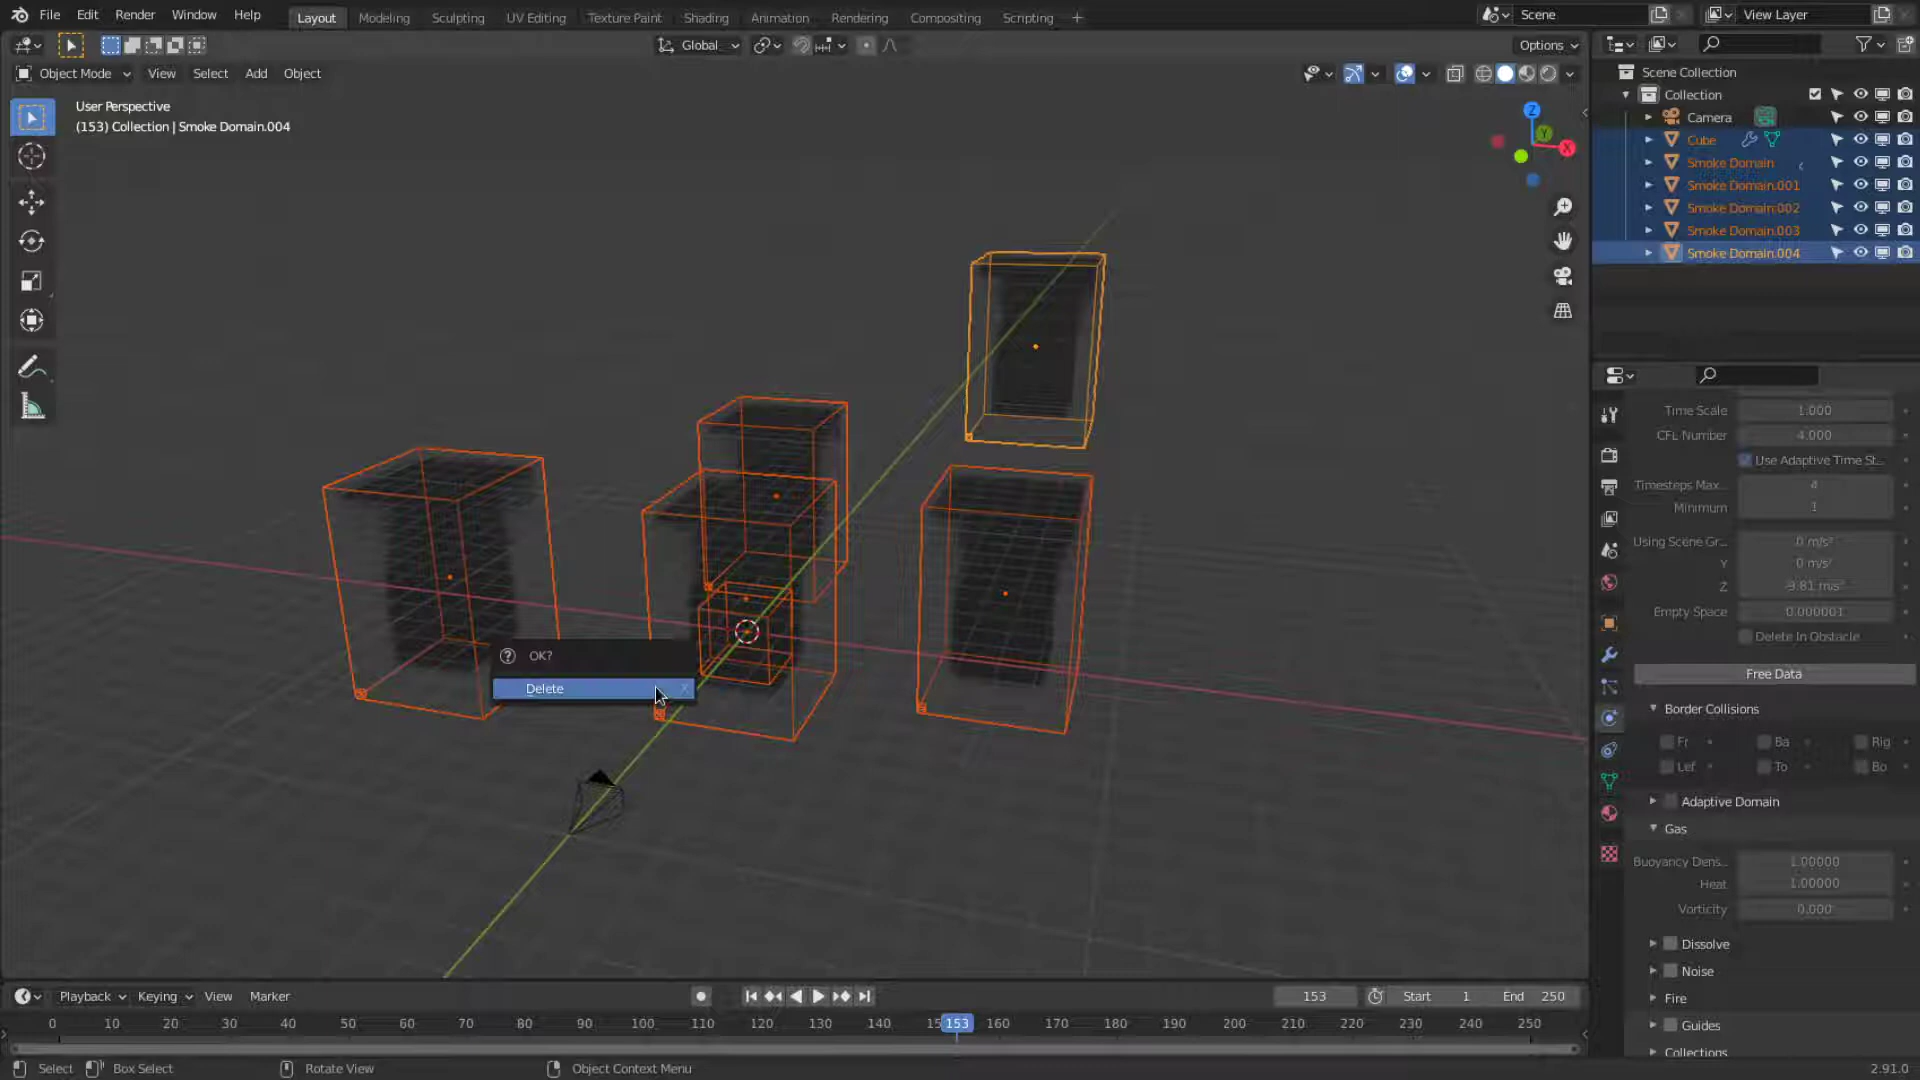 File Edit Render Window Help Layout Modeling Sculpting UV Editing Texture Paint Shading Animation Rendering Compositing Scripting + Scene View Layer
Global Options
Object Mode View Select Add Object
User Perspective
(153) Collection | Smoke Domain.004
Z
Y
X
OK?
Delete X
Scene Collection
Collection
Camera
Cube
Smoke Domain
Smoke Domain.001
Smoke Domain.002
Smoke Domain.003
Smoke Domain.004
Time Scale 1.000
CFL Number 4.000
Use Adaptive Time St...
Timesteps Max... 4
Minimum 1
Using Scene Gr... 0 m/s²
Y 0 m/s²
Z -9.81 m/s²
Empty Space 0.000001
Delete In Obstacle
Free Data
Border Collisions
Fr Ba Rig
Lef To Bo
Adaptive Domain
Gas
Buoyancy Dens... 1.00000
Heat 1.00000
Vorticity 0.000
Dissolve
Noise
Fire
Guides
Collections
Playback Keying View Marker 153 Start 1 End 250
0 10 20 30 40 50 60 70 80 90 100 110 120 130 140 15 153 160 170 180 190 200 210 220 230 240 250
Select Box Select Rotate View Object Context Menu 2.91.0